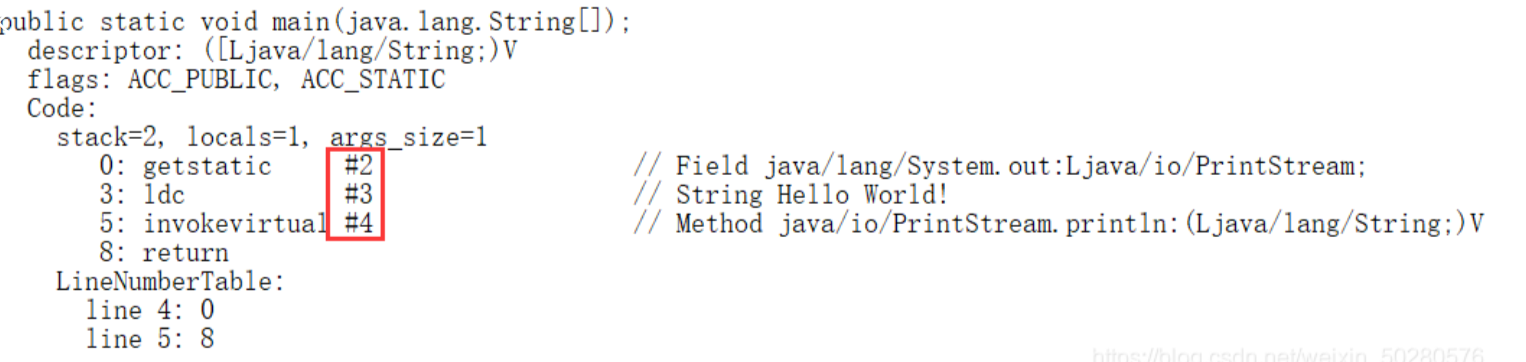 public static void main(java.lang.String[]);
descriptor: ([Ljava/lang/String;)V
flags: ACC_PUBLIC, ACC_STATIC
Code:
stack=2, locals=1, args_size=1
0: getstatic #2 // Field java/lang/System.out:Ljava/io/PrintStream;
3: ldc #3 // String Hello World!
5: invokevirtual #4 // Method java/io/PrintStream.println:(Ljava/lang/String;)V
8: return
LineNumberTable:
line 4: 0
line 5: 8
https://blog.csdn.net/weixin_50280576